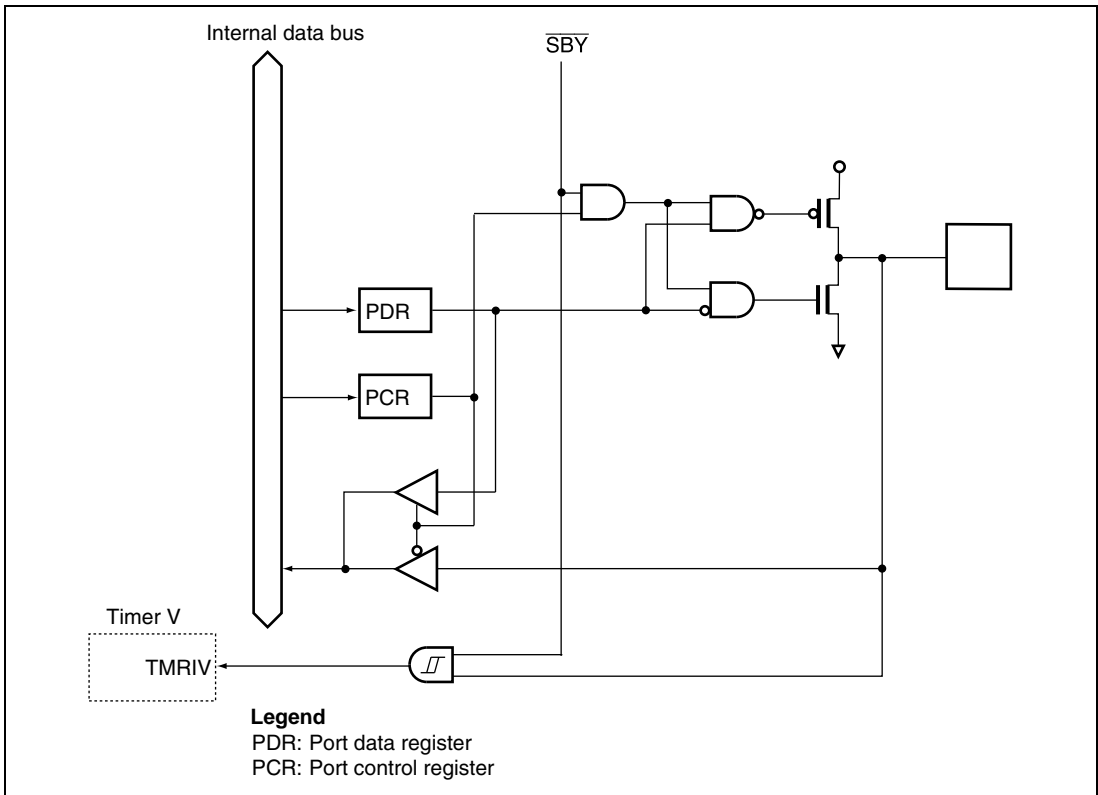 Internal data bus
SBY
PDR
PCR
Timer V
TMRIV
Legend
PDR: Port data register
PCR: Port control register